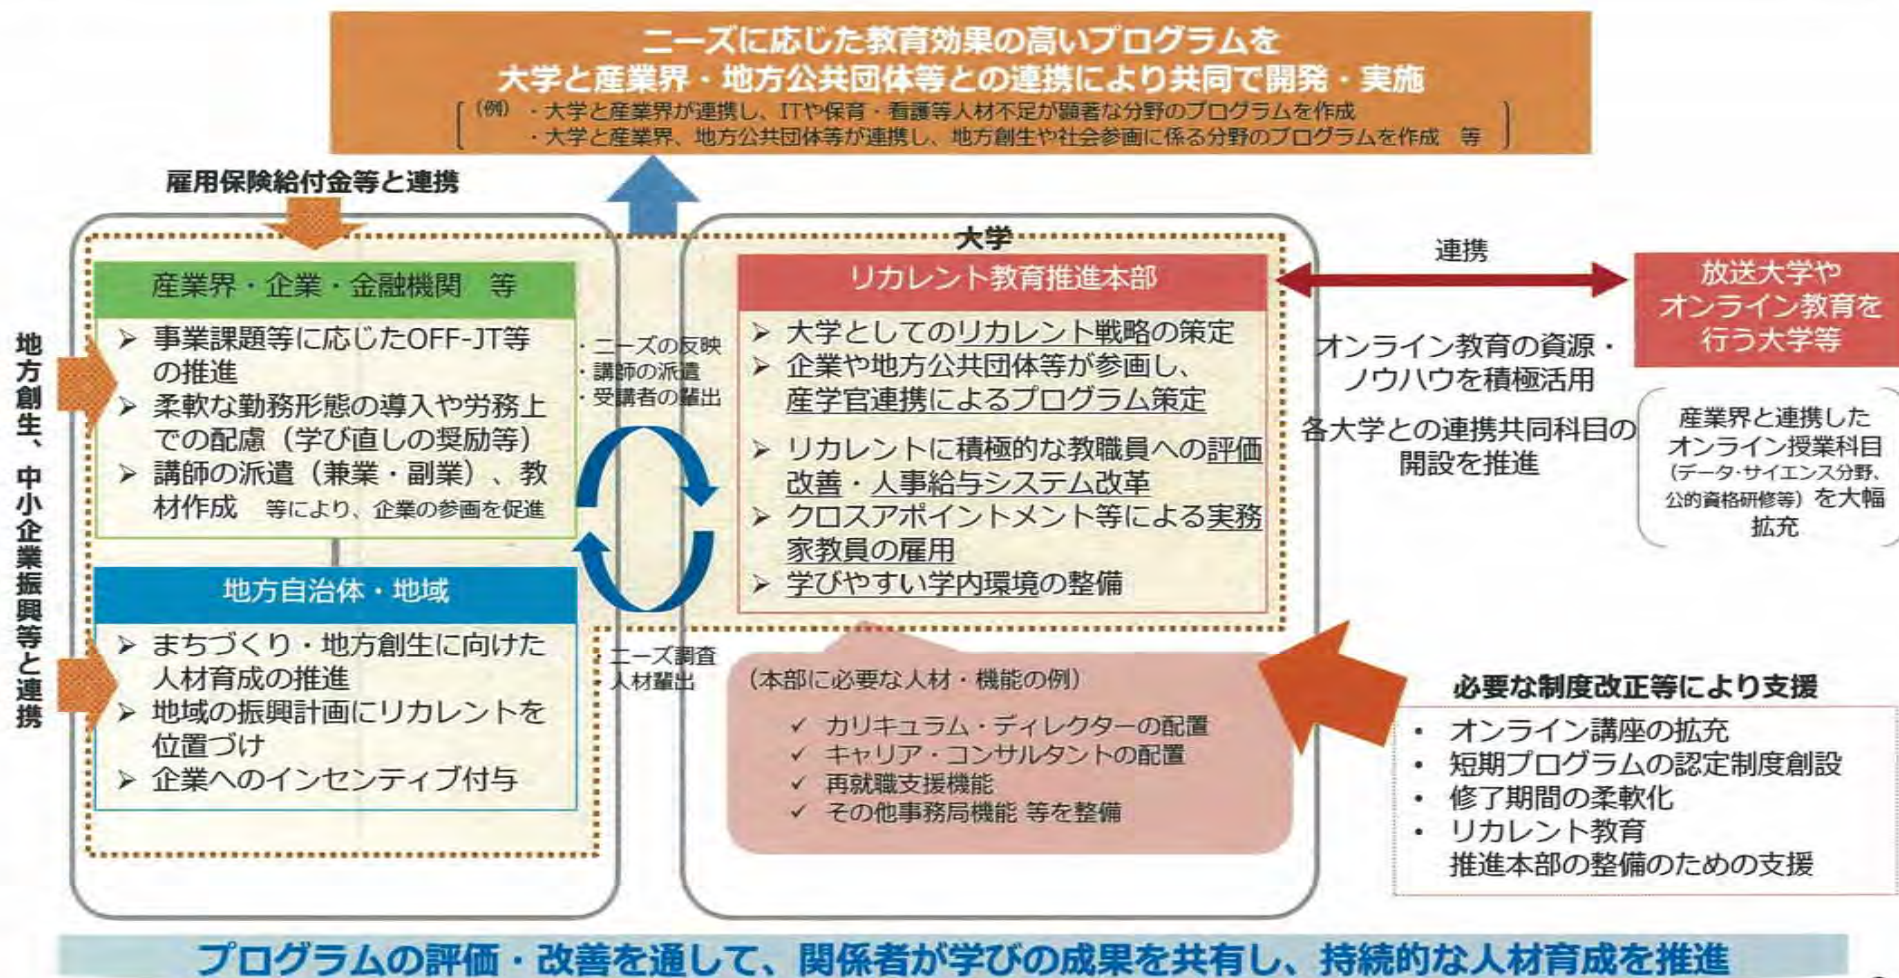 ニーズに応じた教育効果の高いプログラムを
大学と産業界・地方公共団体等との連携により共同で開発・実施
(例) ・大学と産業界が連携し、ITや保育・看護等人材不足が顕著な分野のプログラムを作成
・大学と産業界、地方公共団体等が連携し、地方創生や社会参画に係る分野のプログラムを作成 等
雇用保険給付金等と連携
地方創生、中小企業振興等と連携
産業界・企業・金融機関 等
➢ 事業課題等に応じたOFF-JT等
の推進
➢ 柔軟な勤務形態の導入や労務上
での配慮（学び直しの奨励等）
➢ 講師の派遣（兼業・副業）、教
材作成 等により、企業の参画を促進
地方自治体・地域
➢ まちづくり・地方創生に向けた
人材育成の推進
➢ 地域の振興計画にリカレントを
位置づけ
➢ 企業へのインセンティブ付与
・ニーズの反映
・講師の派遣
・受講者の輩出
・ニーズ調査
・人材輩出
大学
リカレント教育推進本部
➢ 大学としてのリカレント戦略の策定
➢ 企業や地方公共団体等が参画し、
産学官連携によるプログラム策定
➢ リカレントに積極的な教職員への評価
改善・人事給与システム改革
➢ クロスアポイントメント等による実務
家教員の雇用
➢ 学びやすい学内環境の整備
（本部に必要な人材・機能の例）
✓ カリキュラム・ディレクターの配置
✓ キャリア・コンサルタントの配置
✓ 再就職支援機能
✓ その他事務局機能 等を整備
連携
オンライン教育の資源・
ノウハウを積極活用
各大学との連携共同科目の
開設を推進
放送大学や
オンライン教育を
行う大学等
産業界と連携した
オンライン授業科目
(データ・サイエンス分野、
公的資格研修等）を大幅
拡充
必要な制度改正等により支援
• オンライン講座の拡充
• 短期プログラムの認定制度創設
• 修了期間の柔軟化
• リカレント教育
推進本部の整備のための支援
プログラムの評価・改善を通して、関係者が学びの成果を共有し、持続的な人材育成を推進